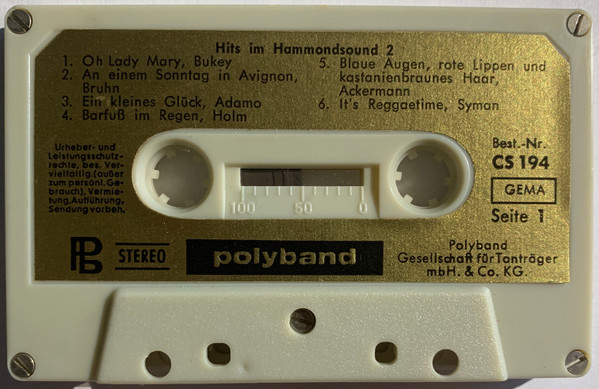 Hits im Hammondsound 2
1. Oh Lady Mary, Bukey
2. An einem Sonntag in Avignon,
Bruhn
3. Ein kleines Glück, Adamo
4. Barfuß im Regen, Holm
5. Blaue Augen, rote Lippen und
kastanienbraunes Haar,
Ackermann
6. It's Reggaetime, Syman
Urheber- und
Leistungsschutz-
rechte, bes. Ver-
vielfältig.(außer
zum persönl. Ge-
brauch), Vermie-
tung, Aufführung,
Sendung vorbeh.
Best.-Nr.
CS 194
GEMA
Seite 1
100 50 0
PB STEREO
polyband
Polyband
Gesellschaft für Tonträger
mbH. & Co. KG.